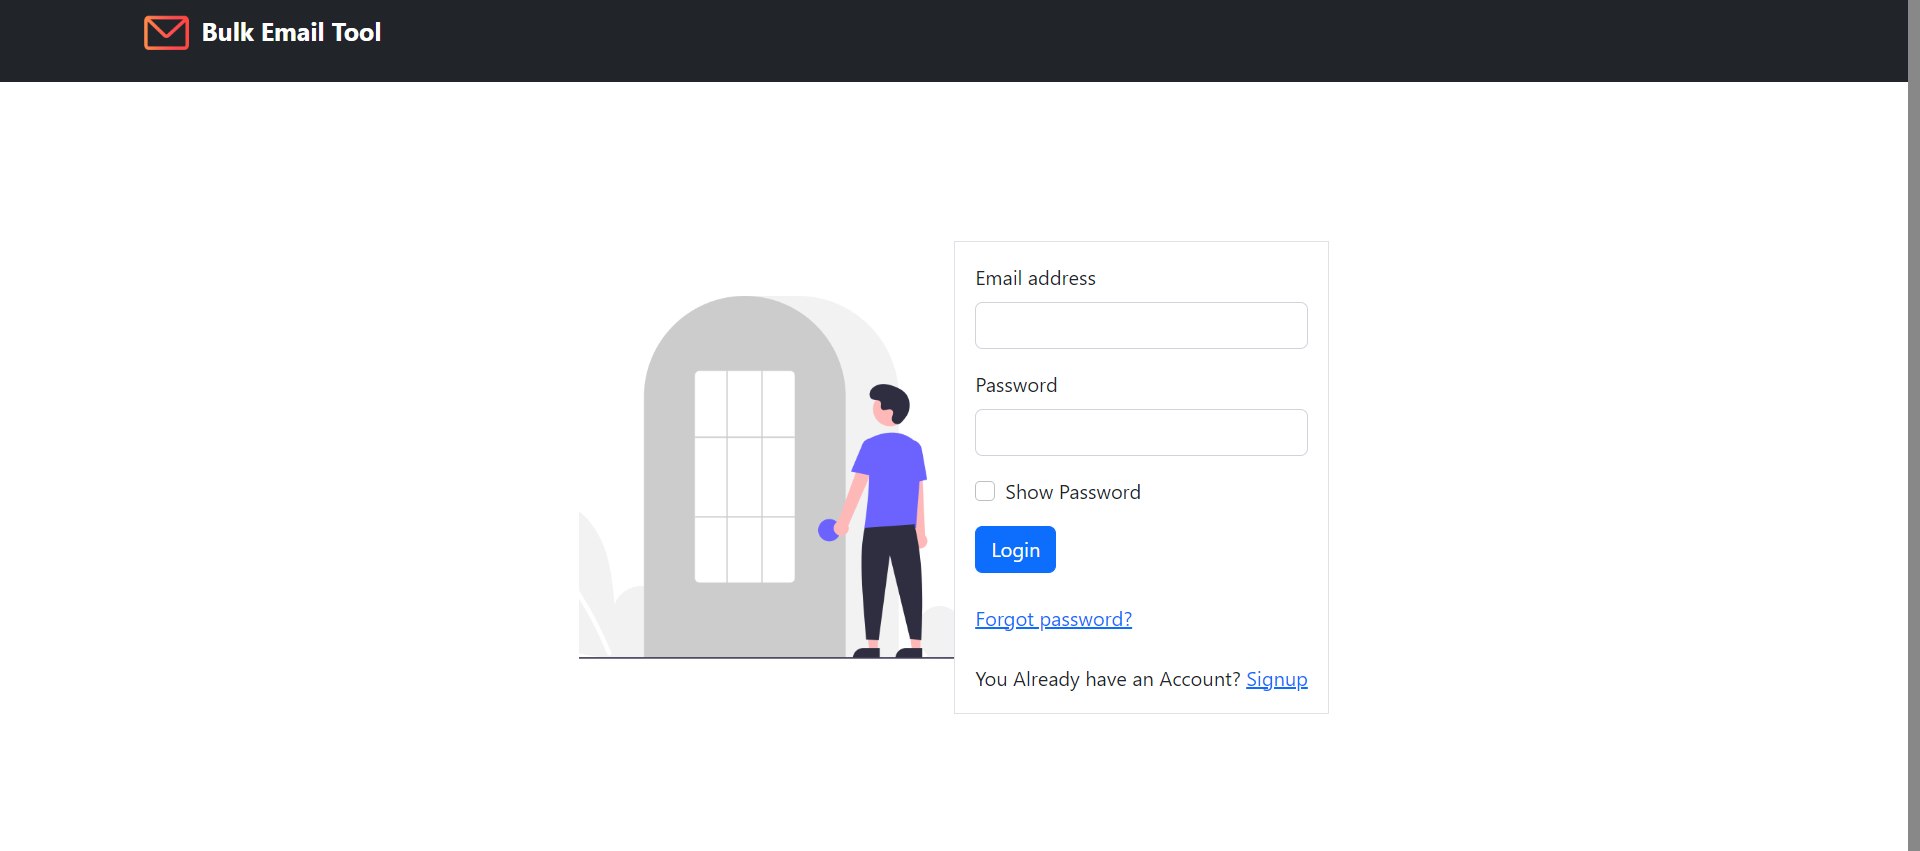 Bulk Email Tool
Email address
Password
Show Password
Login
Forgot password?
You Already have an Account? Signup